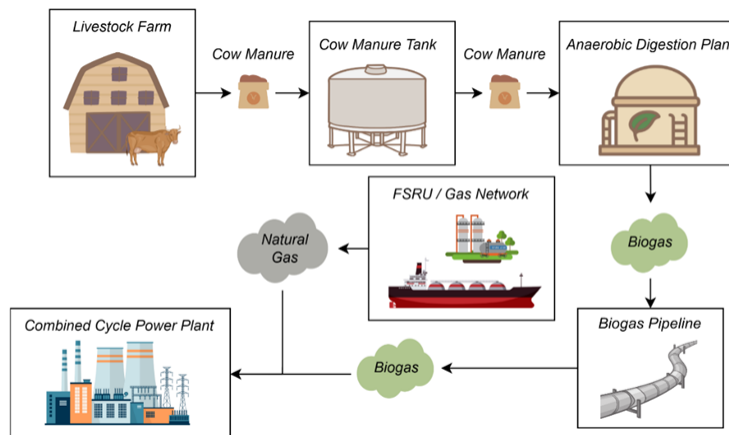 Livestock Farm
Cow Manure
Cow Manure Tank
Cow Manure
Anaerobic Digestion Plant
FSRU / Gas Network
Natural
Gas
Biogas
Combined Cycle Power Plant
Biogas
Biogas Pipeline